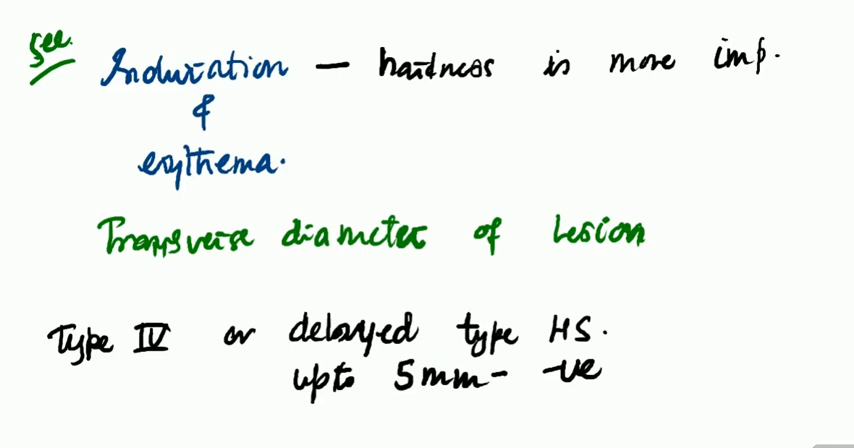 See.
Induration — hardness is more imp.
&
erythema.
Transverse diameter of Lesion
Type IV or delayed type HS.
upto 5mm - -ve